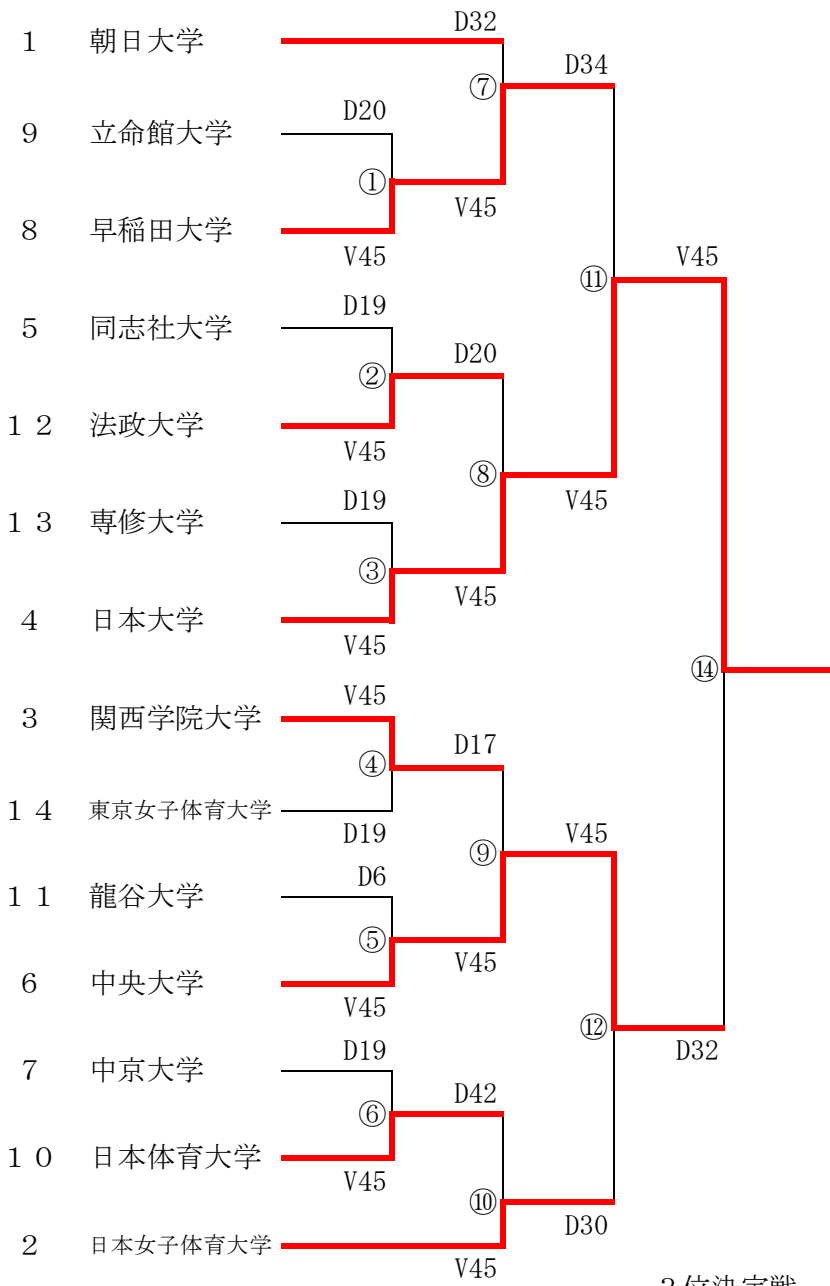 D32
１ 朝日大学
D34
⑦
D20
９ 立命館大学
①
V45
８ 早稲田大学
V45
V45
⑪
D19
５ 同志社大学
D20
②
１２ 法政大学
V45
⑧
D19
V45
１３ 専修大学
③
V45
４ 日本大学
V45
⑭
V45
３ 関西学院大学
D17
④
１４ 東京女子体育大学
D19
V45
⑨
D6
１１ 龍谷大学
⑤
V45
６ 中央大学
V45
⑫
D19
D32
７ 中京大学
D42
⑥
１０ 日本体育大学
V45
⑩
D30
２ 日本女子体育大学
V45